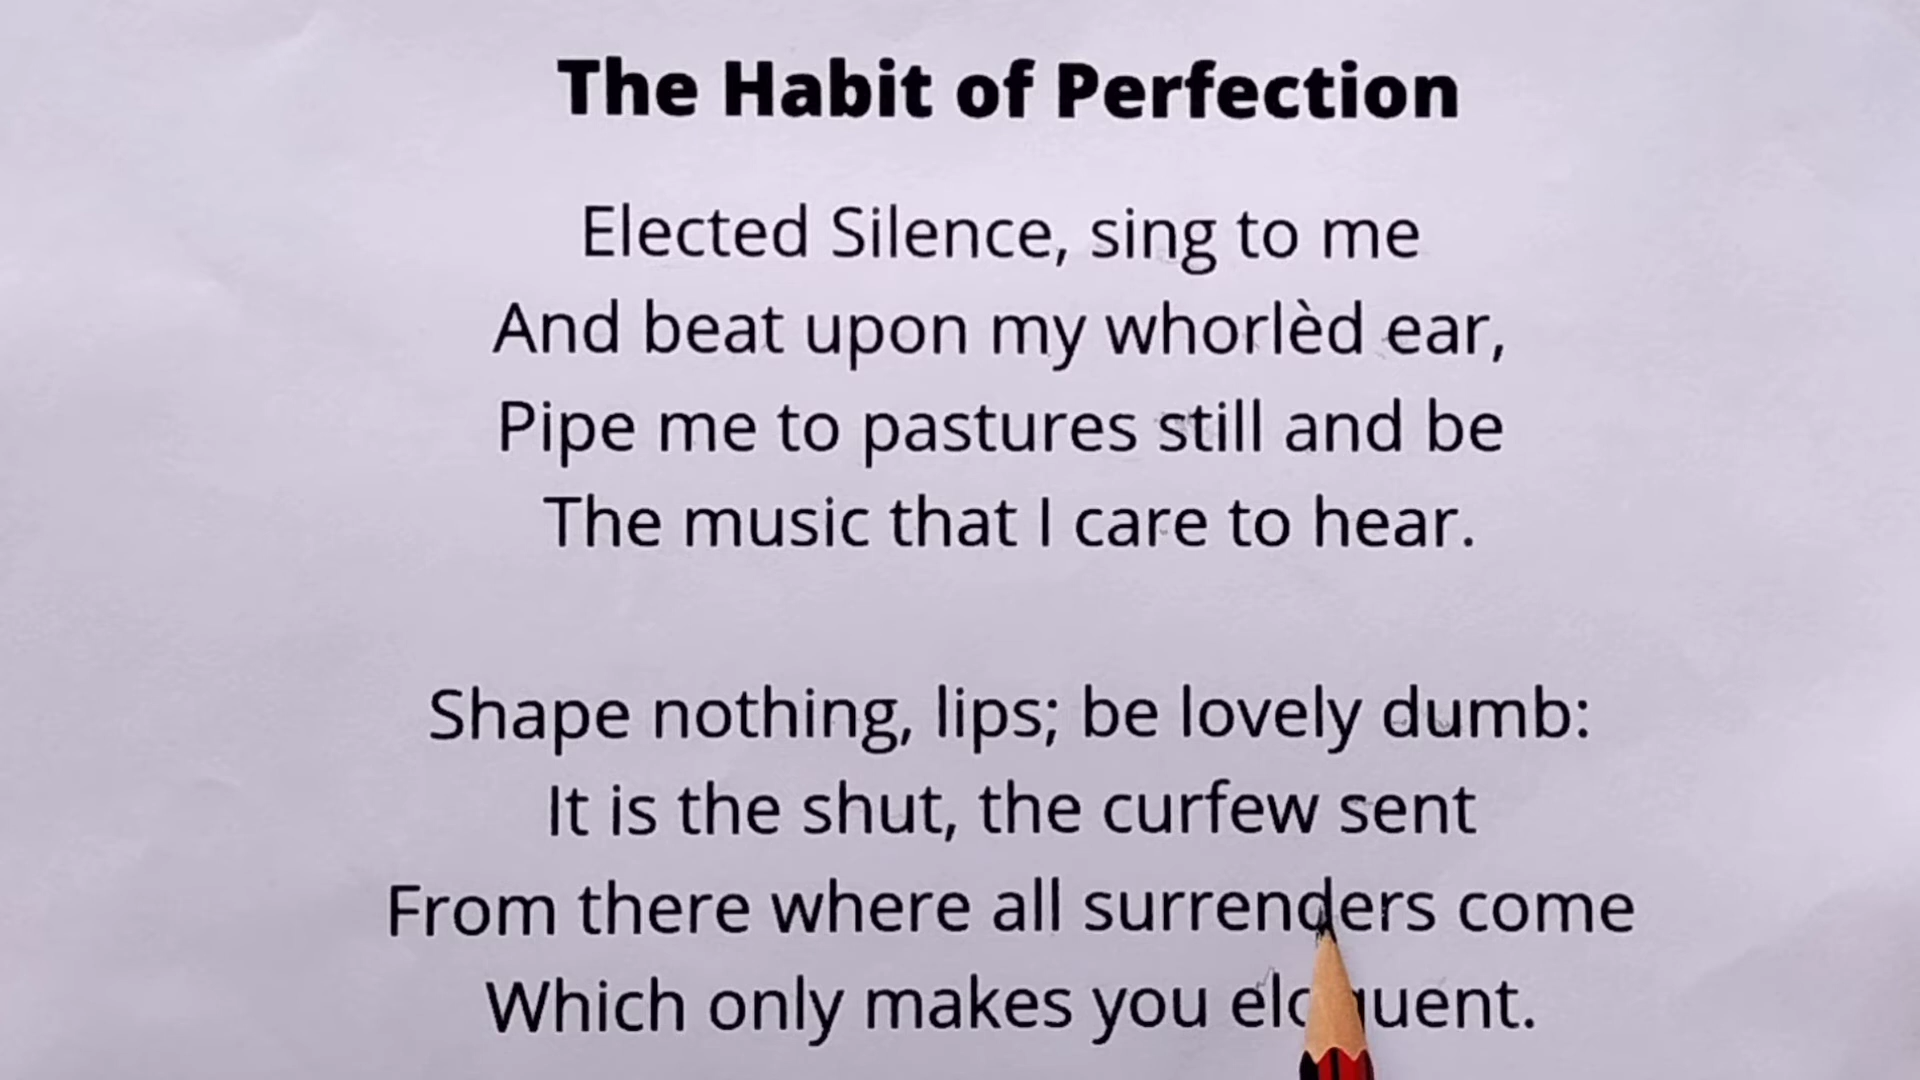 The Habit of Perfection
Elected Silence, sing to me
And beat upon my whorlèd ear,
Pipe me to pastures still and be
The music that I care to hear.
Shape nothing, lips; be lovely dumb:
It is the shut, the curfew sent
From there where all surrenders come
Which only makes you eloquent.